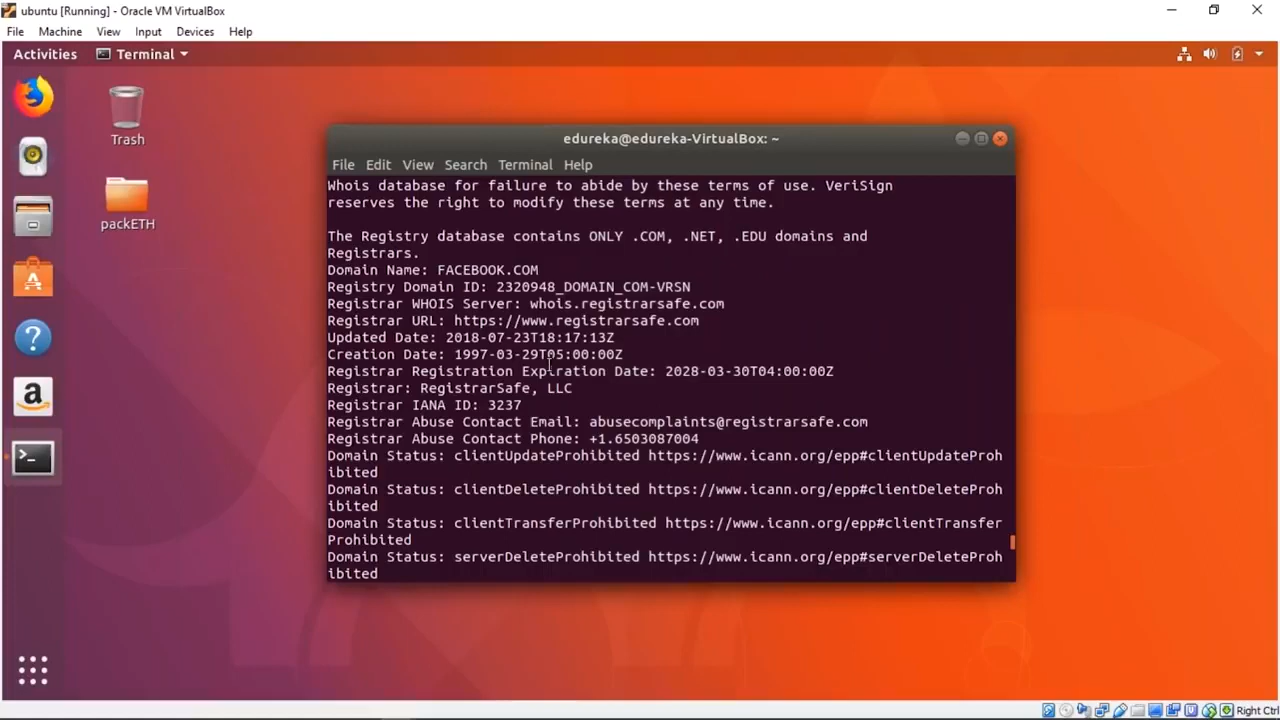 ubuntu [Running] - Oracle VM VirtualBox
File Machine View Input Devices Help
Activities Terminal
Trash
packETH
edureka@edureka-VirtualBox: ~
File Edit View Search Terminal Help
Whois database for failure to abide by these terms of use. VeriSign
reserves the right to modify these terms at any time.
The Registry database contains ONLY .COM, .NET, .EDU domains and
Registrars.
Domain Name: FACEBOOK.COM
Registry Domain ID: 2320948_DOMAIN_COM-VRSN
Registrar WHOIS Server: whois.registrarsafe.com
Registrar URL: https://www.registrarsafe.com
Updated Date: 2018-07-23T18:17:13Z
Creation Date: 1997-03-29T05:00:00Z
Registrar Registration Expiration Date: 2028-03-30T04:00:00Z
Registrar: RegistrarSafe, LLC
Registrar IANA ID: 3237
Registrar Abuse Contact Email: abusecomplaints@registrarsafe.com
Registrar Abuse Contact Phone: +1.6503087004
Domain Status: clientUpdateProhibited https://www.icann.org/epp#clientUpdateProh
ibited
Domain Status: clientDeleteProhibited https://www.icann.org/epp#clientDeleteProh
ibited
Domain Status: clientTransferProhibited https://www.icann.org/epp#clientTransfer
Prohibited
Domain Status: serverDeleteProhibited https://www.icann.org/epp#serverDeleteProh
ibited
Right Ctrl